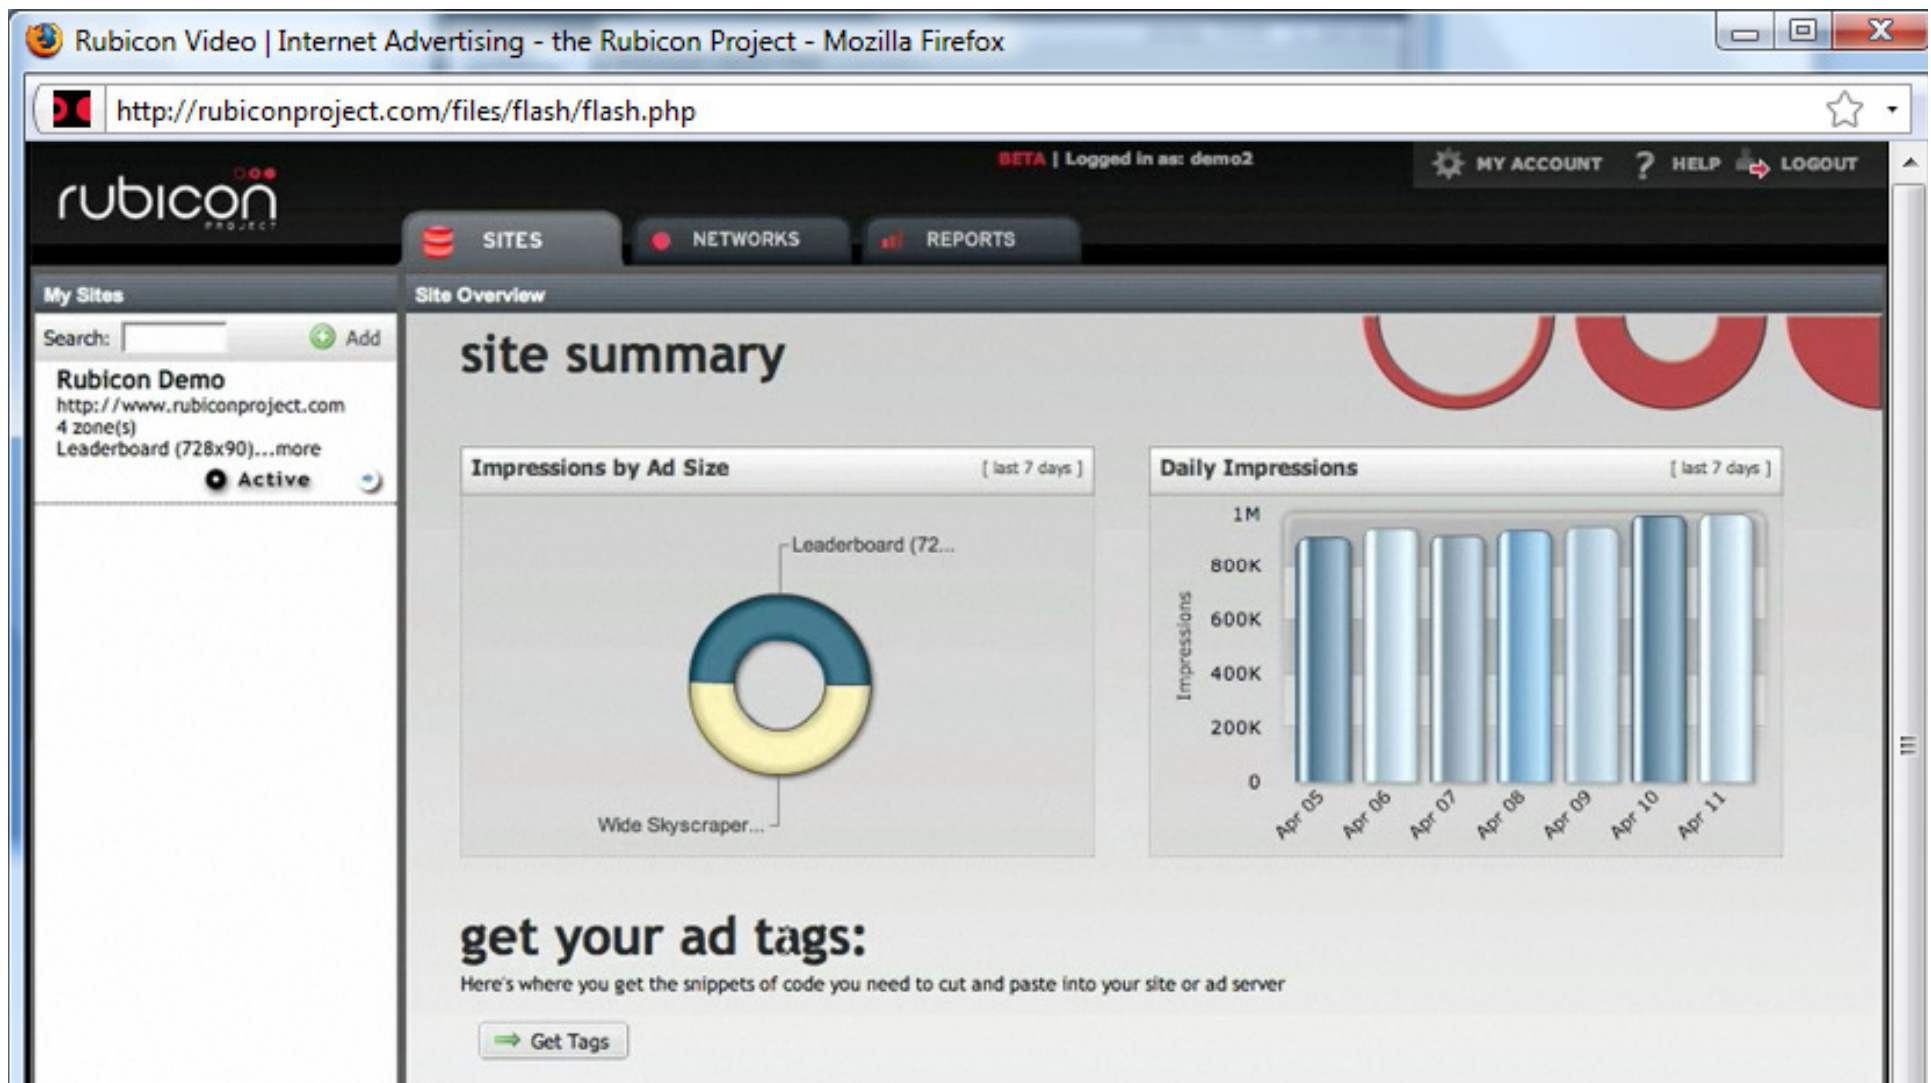 Rubicon Video | Internet Advertising - the Rubicon Project - Mozilla Firefox
http://rubiconproject.com/files/flash/flash.php
BETA | Logged in as: demo2
MY ACCOUNT
? HELP
LOGOUT
rubicon
PROJECT
SITES
NETWORKS
REPORTS
My Sites
Search:
Add
Rubicon Demo
http://www.rubiconproject.com
4 zone(s)
Leaderboard (728x90)...more
Active
Site Overview
site summary
Impressions by Ad Size
[ last 7 days ]
Leaderboard (72...
Wide Skyscraper...
Daily Impressions
[ last 7 days ]
Impressions
1M
800K
600K
400K
200K
0
Apr 05
Apr 06
Apr 07
Apr 08
Apr 09
Apr 10
Apr 11
get your ad tags:
Here's where you get the snippets of code you need to cut and paste into your site or ad server
Get Tags